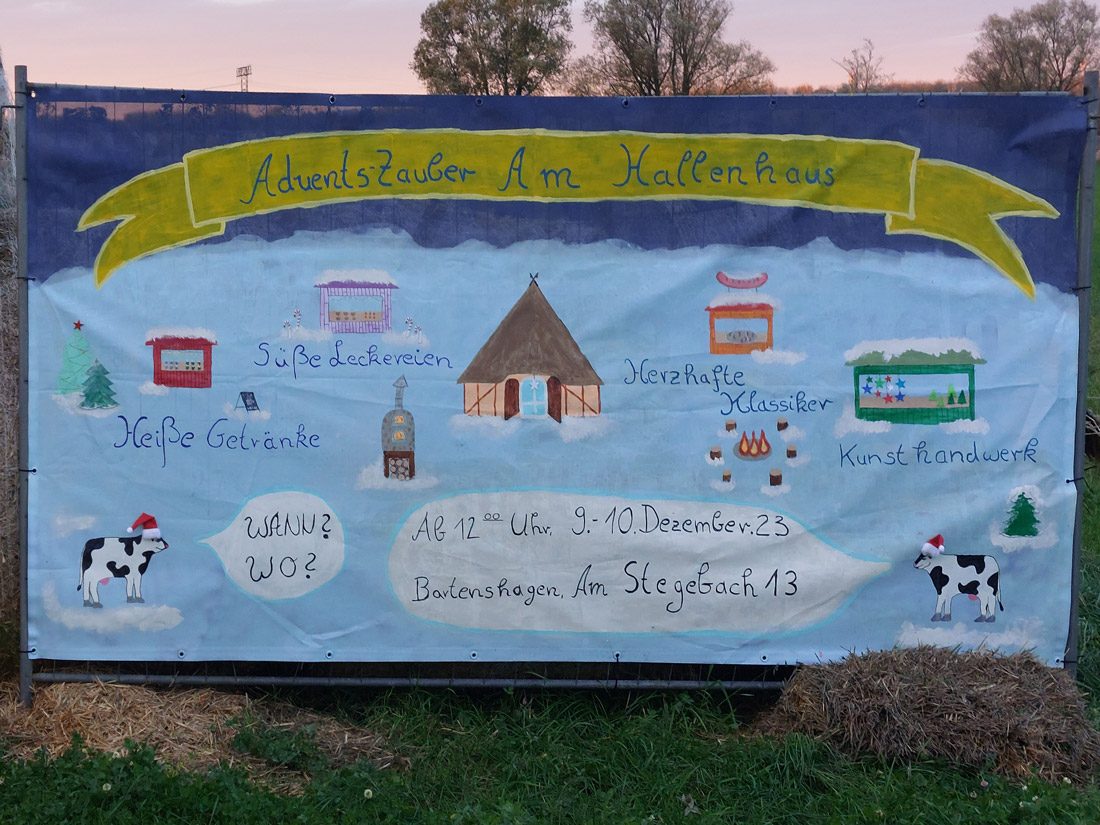 Advents-Zauber Am Hallenhaus
Süße Leckereien
Herzhafte
Klassiker
Heiße Getränke
Kunsthandwerk
WANN?
WO?
Ab 12 00 Uhr, 9.-10.Dezember.23
Bartenshagen, Am Stegebach 13